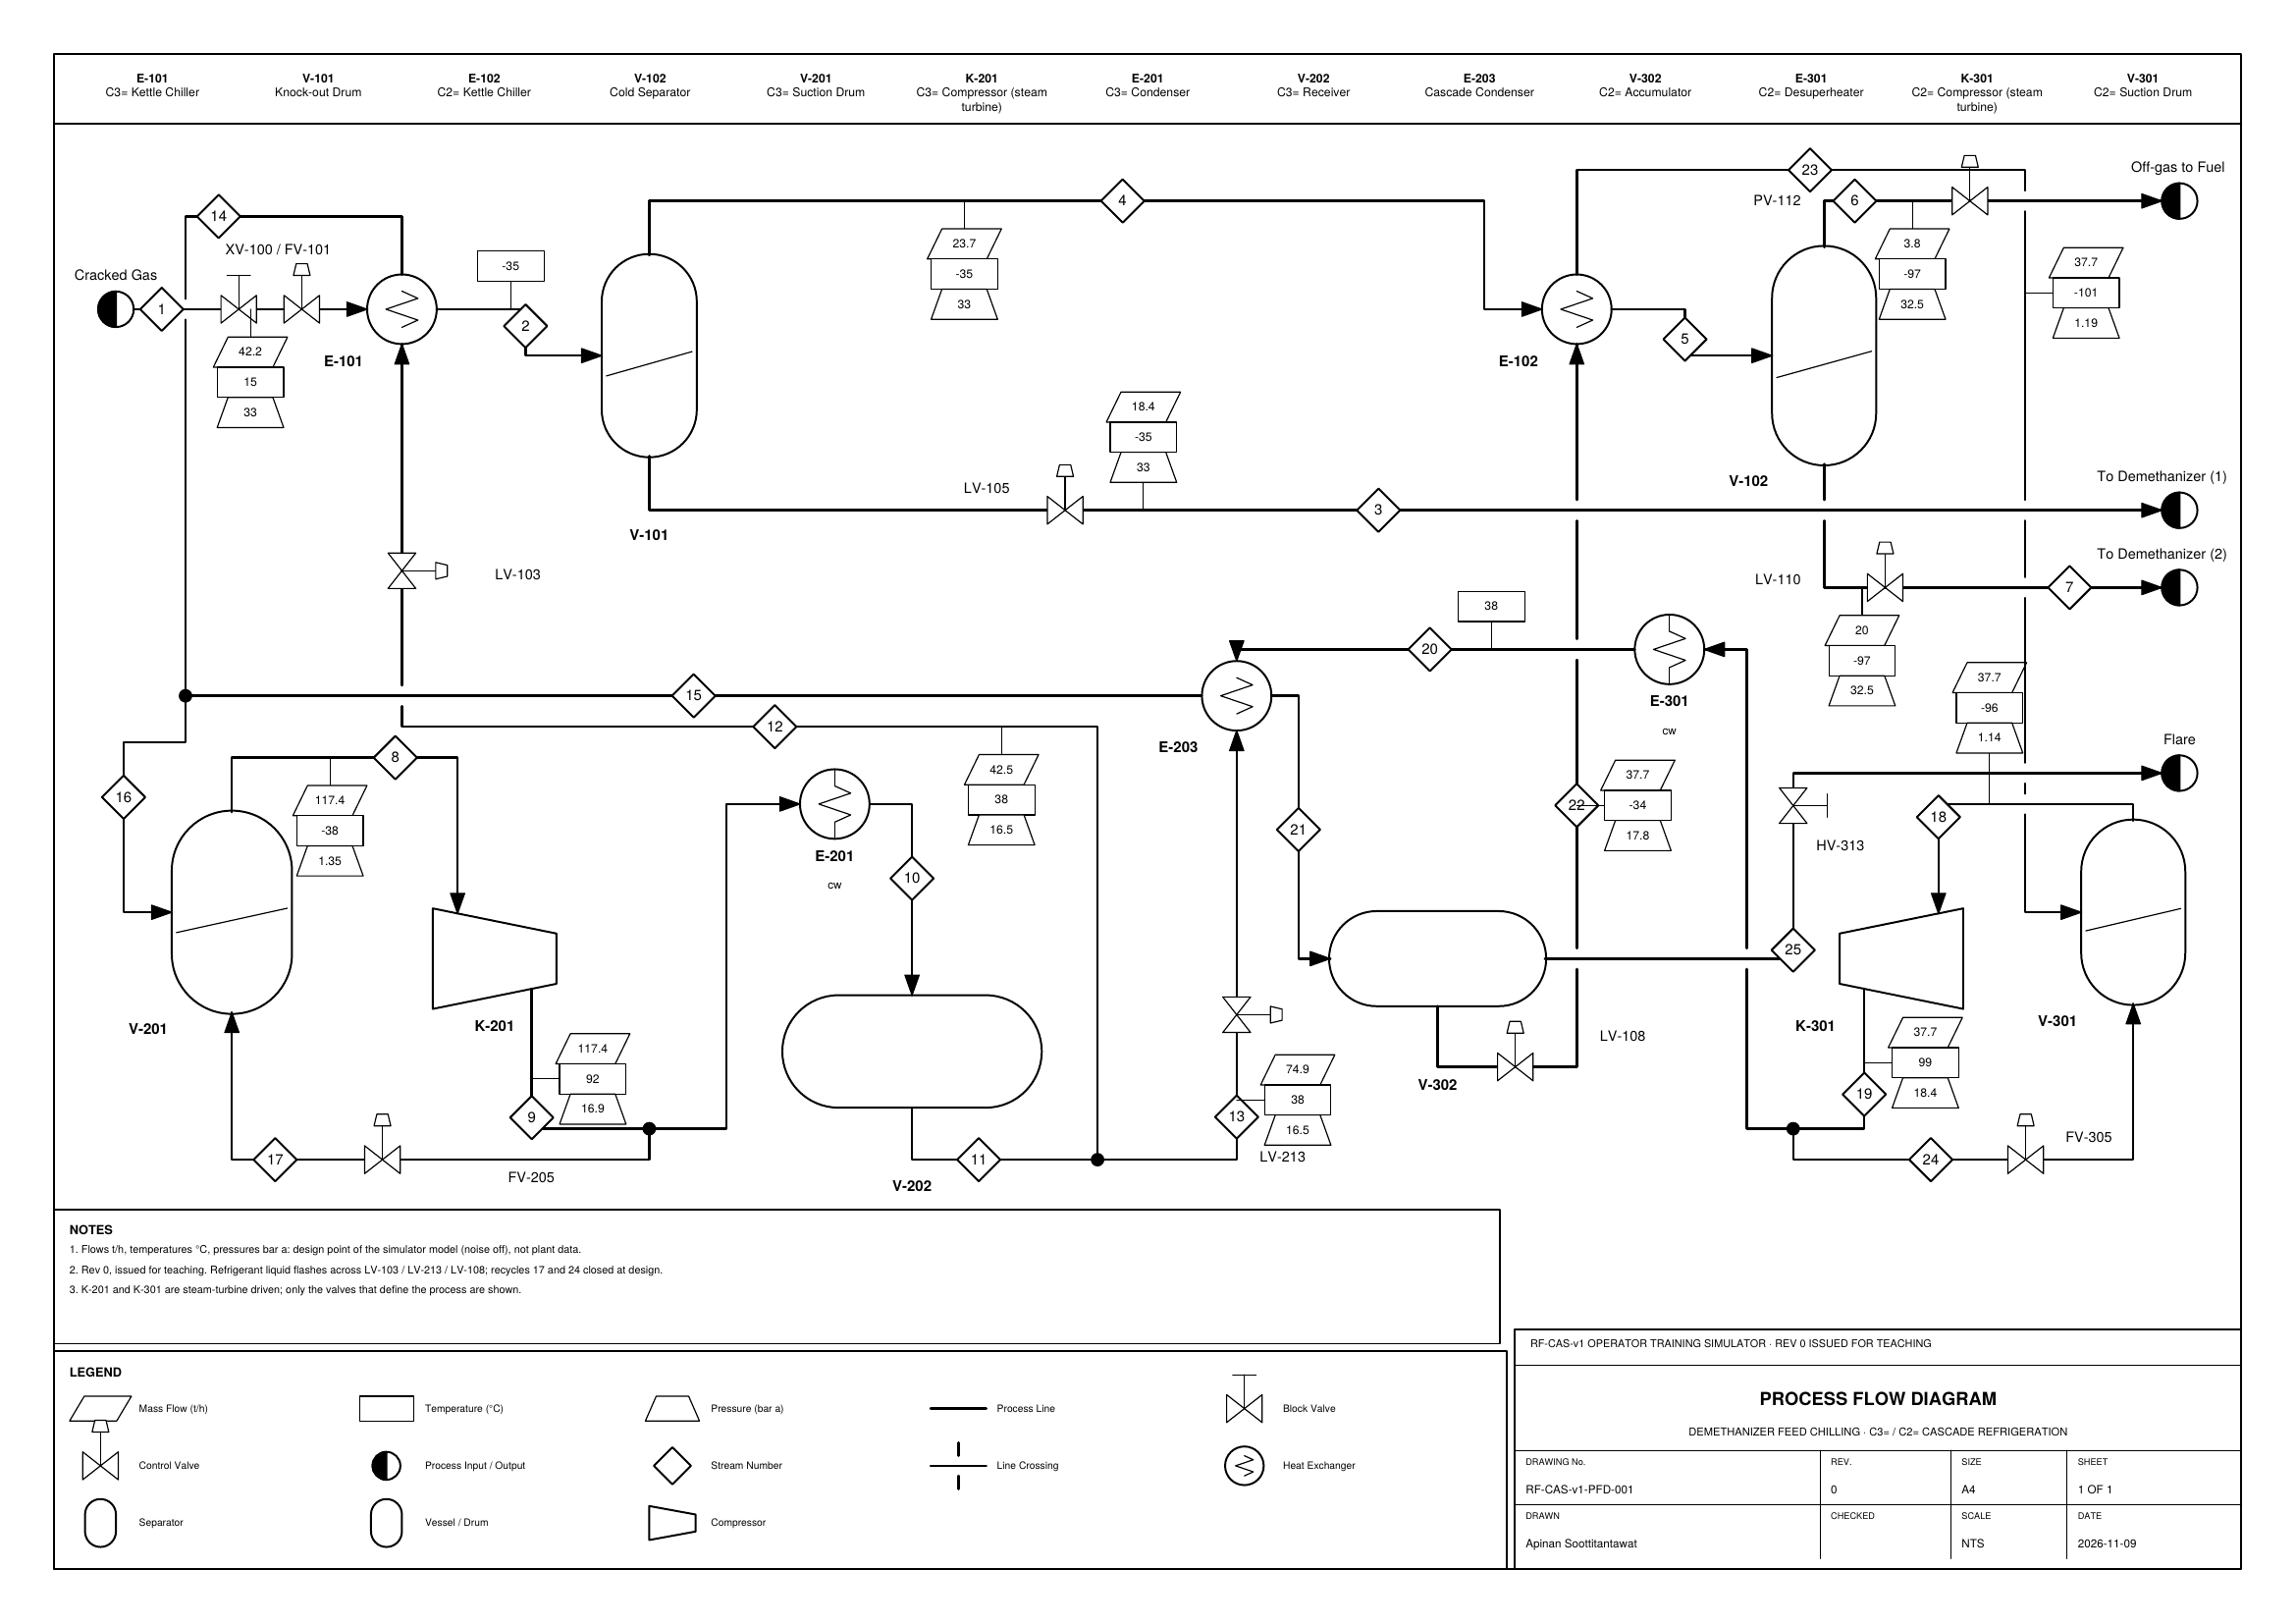 E-101
C3= Kettle Chiller
V-101
Knock-out Drum
E-102
C2= Kettle Chiller
V-102
Cold Separator
V-201
C3= Suction Drum
K-201
C3= Compressor (steam
turbine)
E-201
C3= Condenser
V-202
C3= Receiver
E-203
Cascade Condenser
V-302
C2= Accumulator
E-301
C2= Desuperheater
K-301
C2= Compressor (steam
turbine)
V-301
C2= Suction Drum
14
XV-100 / FV-101
Cracked Gas
1
42.2
15
33
E-101
-35
2
4
23.7
-35
33
18.4
-35
33
LV-105
3
V-101
LV-103
23
PV-112
6
Off-gas to Fuel
3.8
-97
32.5
37.7
-101
1.19
E-102
5
V-102
To Demethanizer (1)
To Demethanizer (2)
LV-110
7
20
-97
32.5
38
20
E-301
cw
15
12
E-203
42.5
38
16.5
37.7
-96
1.14
Flare
8
16
117.4
-38
1.35
E-201
cw
10
21
22
37.7
-34
17.8
18
HV-313
25
V-201
K-201
117.4
92
16.9
9
17
FV-205
V-202
11
13
74.9
38
16.5
LV-213
V-302
LV-108
K-301
37.7
99
18.4
19
V-301
24
FV-305
NOTES
1. Flows t/h, temperatures °C, pressures bar a: design point of the simulator model (noise off), not plant data.
2. Rev 0, issued for teaching. Refrigerant liquid flashes across LV-103 / LV-213 / LV-108; recycles 17 and 24 closed at design.
3. K-201 and K-301 are steam-turbine driven; only the valves that define the process are shown.
LEGEND
Mass Flow (t/h)
Temperature (°C)
Pressure (bar a)
Process Line
Block Valve
Control Valve
Process Input / Output
Stream Number
Line Crossing
Heat Exchanger
Separator
Vessel / Drum
Compressor
RF-CAS-v1 OPERATOR TRAINING SIMULATOR · REV 0 ISSUED FOR TEACHING
PROCESS FLOW DIAGRAM
DEMETHANIZER FEED CHILLING · C3= / C2= CASCADE REFRIGERATION
DRAWING No.
RF-CAS-v1-PFD-001
REV.
0
SIZE
A4
SHEET
1 OF 1
DRAWN
Apinan Soottitantawat
CHECKED
SCALE
NTS
DATE
2026-11-09